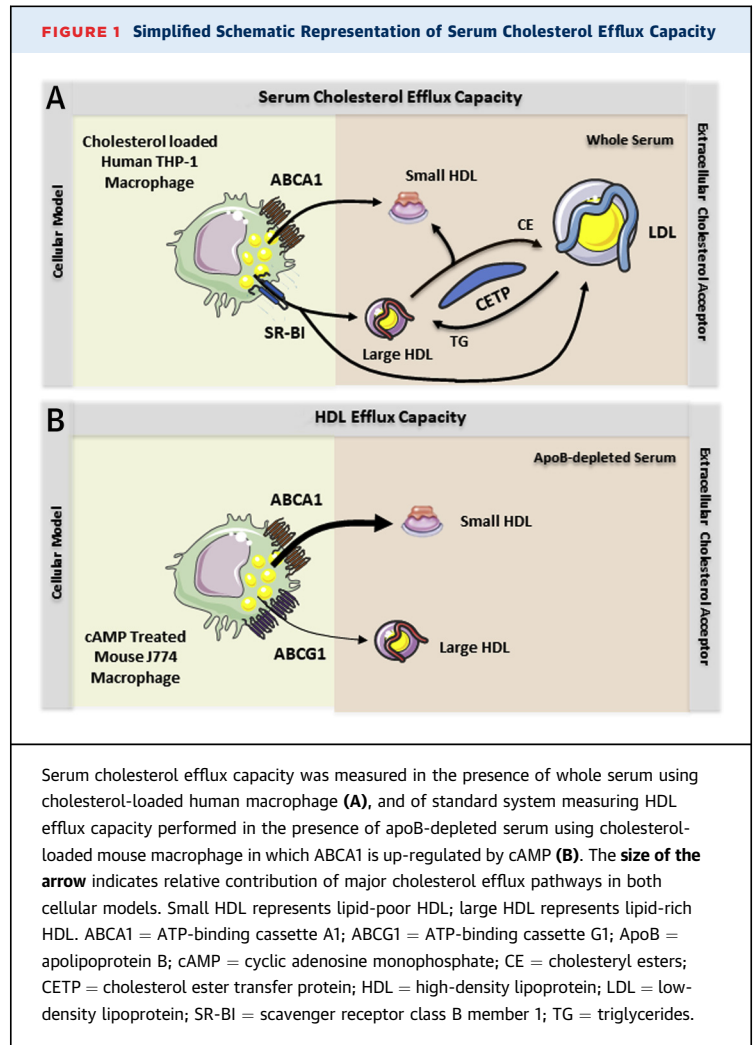 FIGURE 1 Simplified Schematic Representation of Serum Cholesterol Efflux Capacity
A
Serum Cholesterol Efflux Capacity
Cellular Model
Cholesterol loaded
Human THP-1
Macrophage
ABCA1
SR-BI
Whole Serum
Small HDL
CE
LDL
CETP
TG
Large HDL
Extracellular Cholesterol Acceptor
B
HDL Efflux Capacity
Cellular Model
ApoB-depleted Serum
ABCA1
Small HDL
cAMP Treated
Mouse J774
Macrophage
ABCG1
Large HDL
Extracellular Cholesterol Acceptor
Serum cholesterol efflux capacity was measured in the presence of whole serum using
cholesterol-loaded human macrophage (A), and of standard system measuring HDL
efflux capacity performed in the presence of apoB-depleted serum using cholesterol-
loaded mouse macrophage in which ABCA1 is up-regulated by cAMP (B). The size of the
arrow indicates relative contribution of major cholesterol efflux pathways in both
cellular models. Small HDL represents lipid-poor HDL; large HDL represents lipid-rich
HDL. ABCA1 = ATP-binding cassette A1; ABCG1 = ATP-binding cassette G1; ApoB =
apolipoprotein B; cAMP = cyclic adenosine monophosphate; CE = cholesteryl esters;
CETP = cholesterol ester transfer protein; HDL = high-density lipoprotein; LDL = low-
density lipoprotein; SR-BI = scavenger receptor class B member 1; TG = triglycerides.